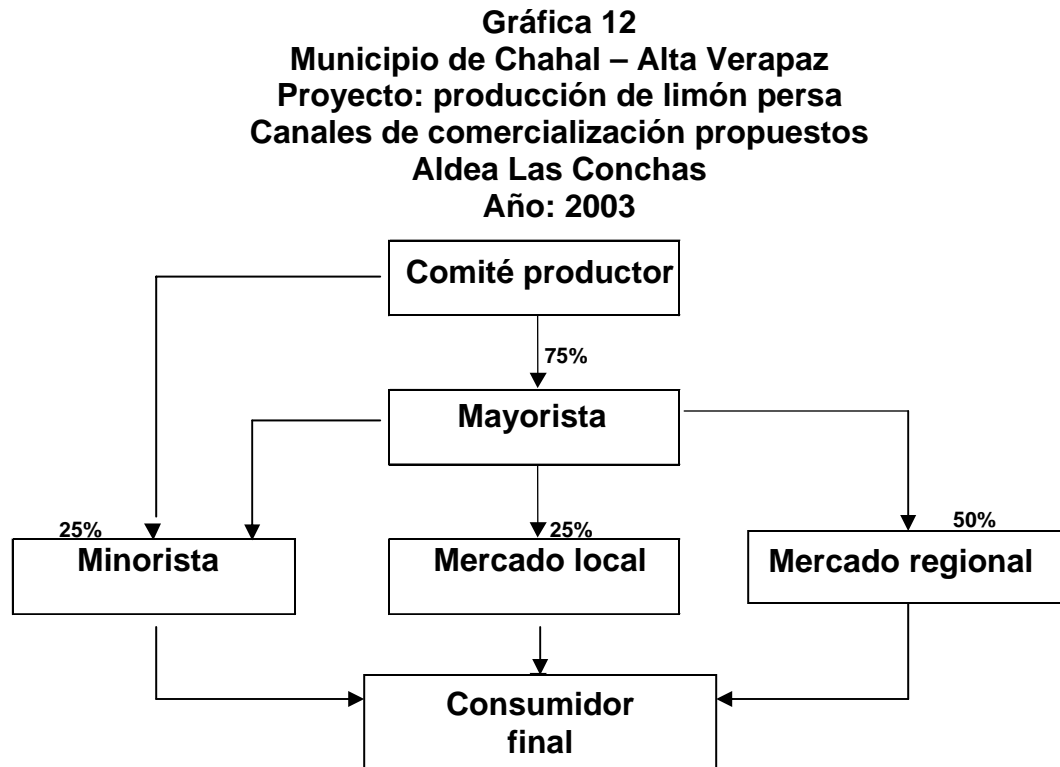 Gráfica 12
Municipio de Chahal – Alta Verapaz
Proyecto: producción de limón persa
Canales de comercialización propuestos
Aldea Las Conchas
Año: 2003
Comité productor
75%
Mayorista
25%
Minorista
25%
Mercado local
50%
Mercado regional
Consumidor
final